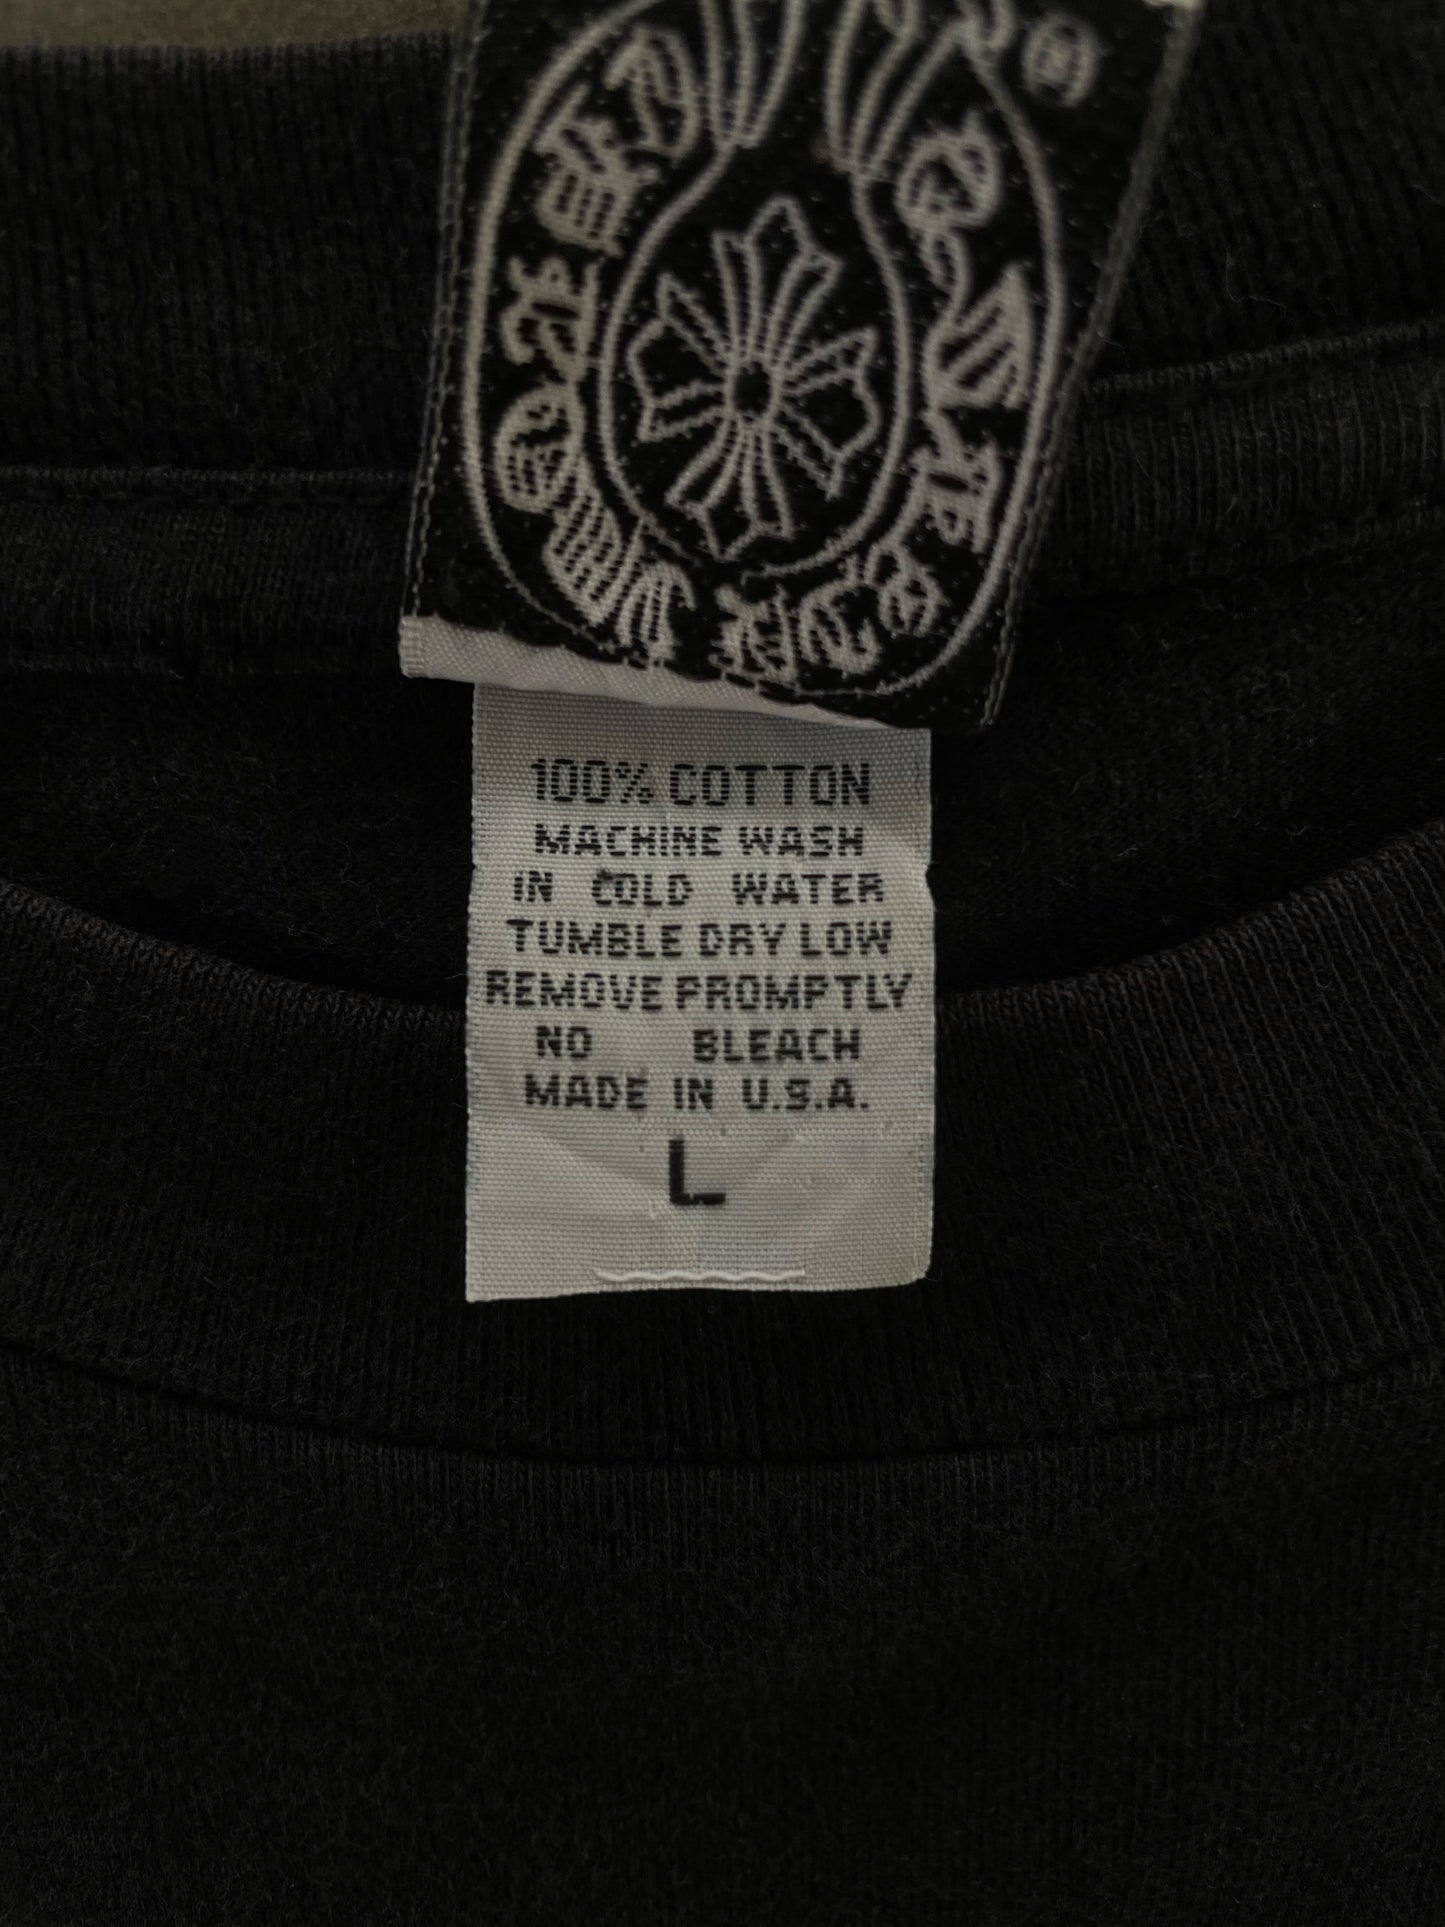 ®
100% COTTON
MACHINE WASH
IN COLD WATER
TUMBLE DRY LOW
REMOVE PROMPTLY
NO BLEACH
MADE IN U.S.A.
L